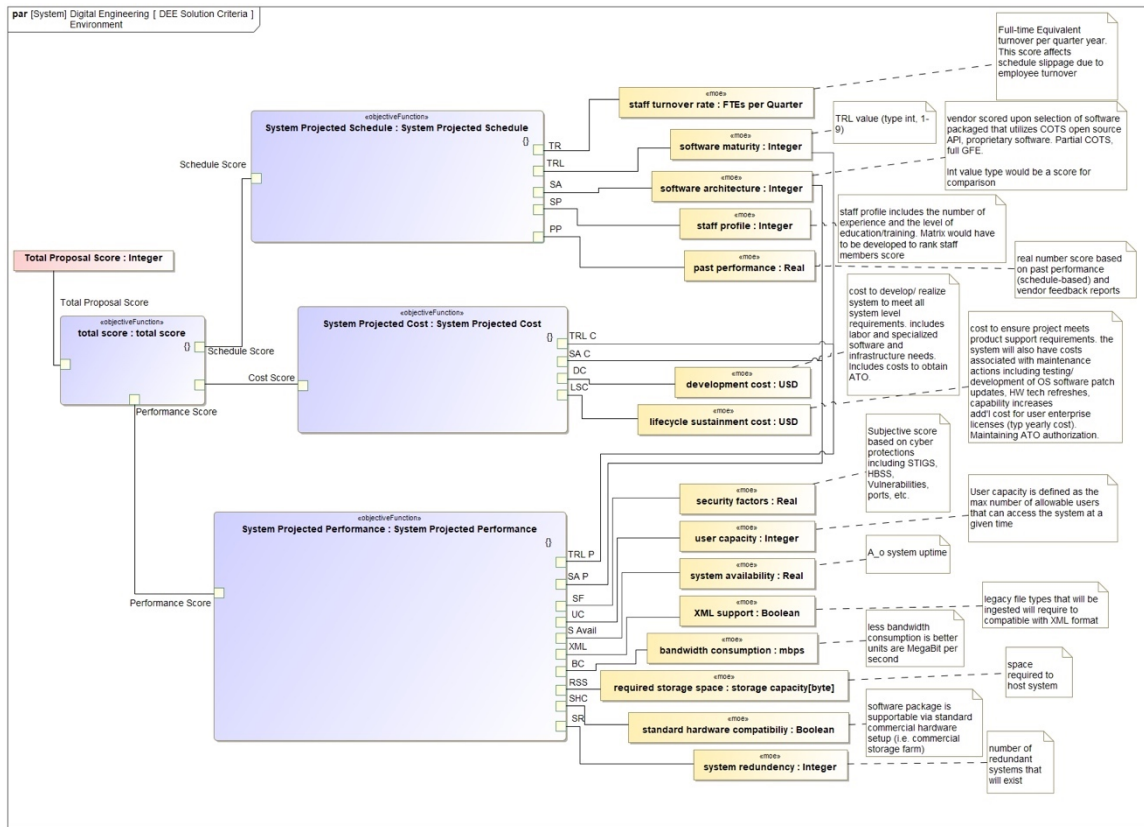 par [System] Digital Engineering [ DEE Solution Criteria ]
Environment
Full-time Equivalent
turnover per quarter year.
This score affects
schedule slippage due to
employee turnover
«moe»
staff turnover rate : FTEs per Quarter
«objectiveFunction»
System Projected Schedule : System Projected Schedule
{}
TR
TRL
SA
SP
PP
Schedule Score
TRL value (type int, 1-
9)
vendor scored upon selection of software
packaged that utilizes COTS open source
API, proprietary software. Partial COTS,
full GFE.
Int value type would be a score for
comparison
«moe»
software maturity : Integer
«moe»
software architecture : Integer
«moe»
staff profile : Integer
staff profile includes the number of
experience and the level of
education/training. Matrix would have
to be developed to rank staff
members score
«moe»
past performance : Real
real number score based
on past performance
(schedule-based) and
vendor feedback reports
Total Proposal Score : Integer
Total Proposal Score
«objectiveFunction»
total score : total score
{}
Schedule Score
Cost Score
Performance Score
«objectiveFunction»
System Projected Cost : System Projected Cost
{}
TRL C
SA C
DC
LSC
cost to develop/ realize
system to meet all
system level
requirements. includes
labor and specialized
software and
infrastructure needs.
Includes costs to obtain
ATO.
cost to ensure project meets
product support requirements. the
system will also have costs
associated with maintenance
actions including testing/
development of OS software patch
updates, HW tech refreshes,
capability increases
add'l cost for user enterprise
licenses (typ yearly cost).
Maintaining ATO authorization.
«moe»
development cost : USD
«moe»
lifecycle sustainment cost : USD
Subjective score
based on cyber
protections
including STIGS,
HBSS,
Vulnerabilities,
ports, etc.
«objectiveFunction»
System Projected Performance : System Projected Performance
{}
Performance Score
TRL P
SA P
SF
UC
S Avail
XML
BC
RSS
SHC
SR
«moe»
security factors : Real
«moe»
user capacity : Integer
User capacity is defined as the
max number of allowable users
that can access the system at a
given time
«moe»
system availability : Real
A_o system uptime
«moe»
XML support : Boolean
legacy file types that will be
ingested will require to
compatible with XML format
«moe»
bandwidth consumption : mbps
less bandwidth
consumption is better
units are MegaBit per
second
«moe»
required storage space : storage capacity[byte]
space
required to
host system
«moe»
standard hardware compatibiliy : Boolean
software package is
supportable via standard
commercial hardware
setup (i.e. commercial
storage farm)
«moe»
system redundency : Integer
number of
redundant
systems that
will exist